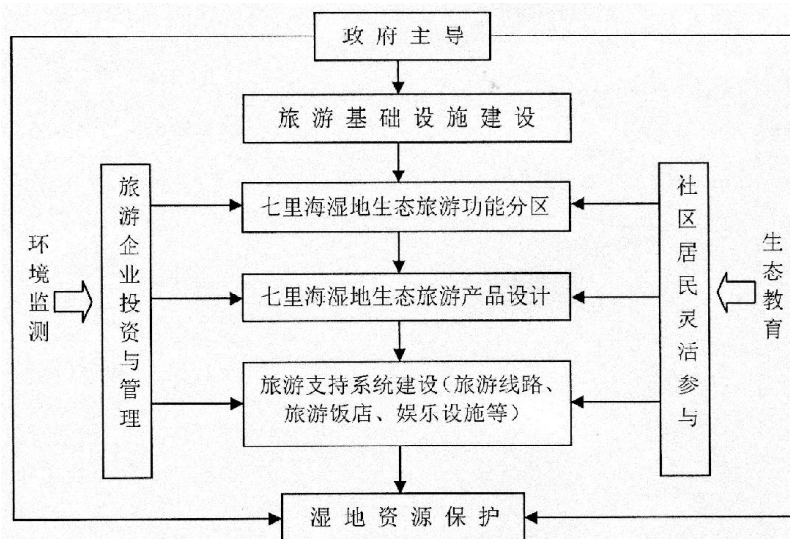 政府主导
旅游基础设施建设
七里海湿地生态旅游功能分区
七里海湿地生态旅游产品设计
旅游支持系统建设（旅游线路、
旅游饭店、娱乐设施等）
湿地资源保护
环境监测
旅游企业投资与管理
社区居民灵活参与
生态教育